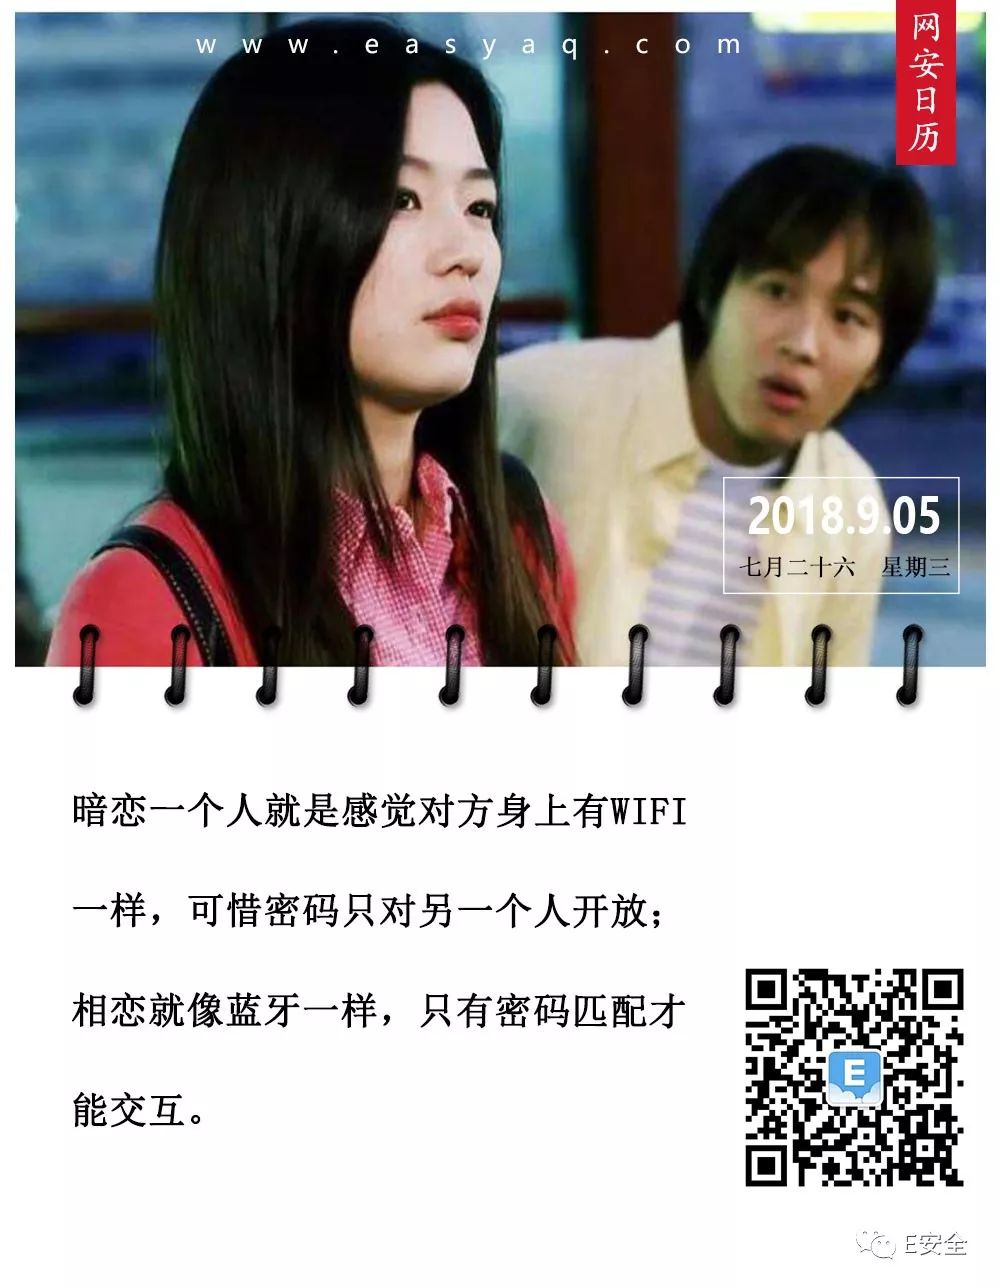 www.easyaq.com
网安日历
2018.9.05
七月二十六 星期三
暗恋一个人就是感觉对方身上有WIFI
一样，可惜密码只对另一个人开放；
相恋就像蓝牙一样，只有密码匹配才
能交互。
E
E安全